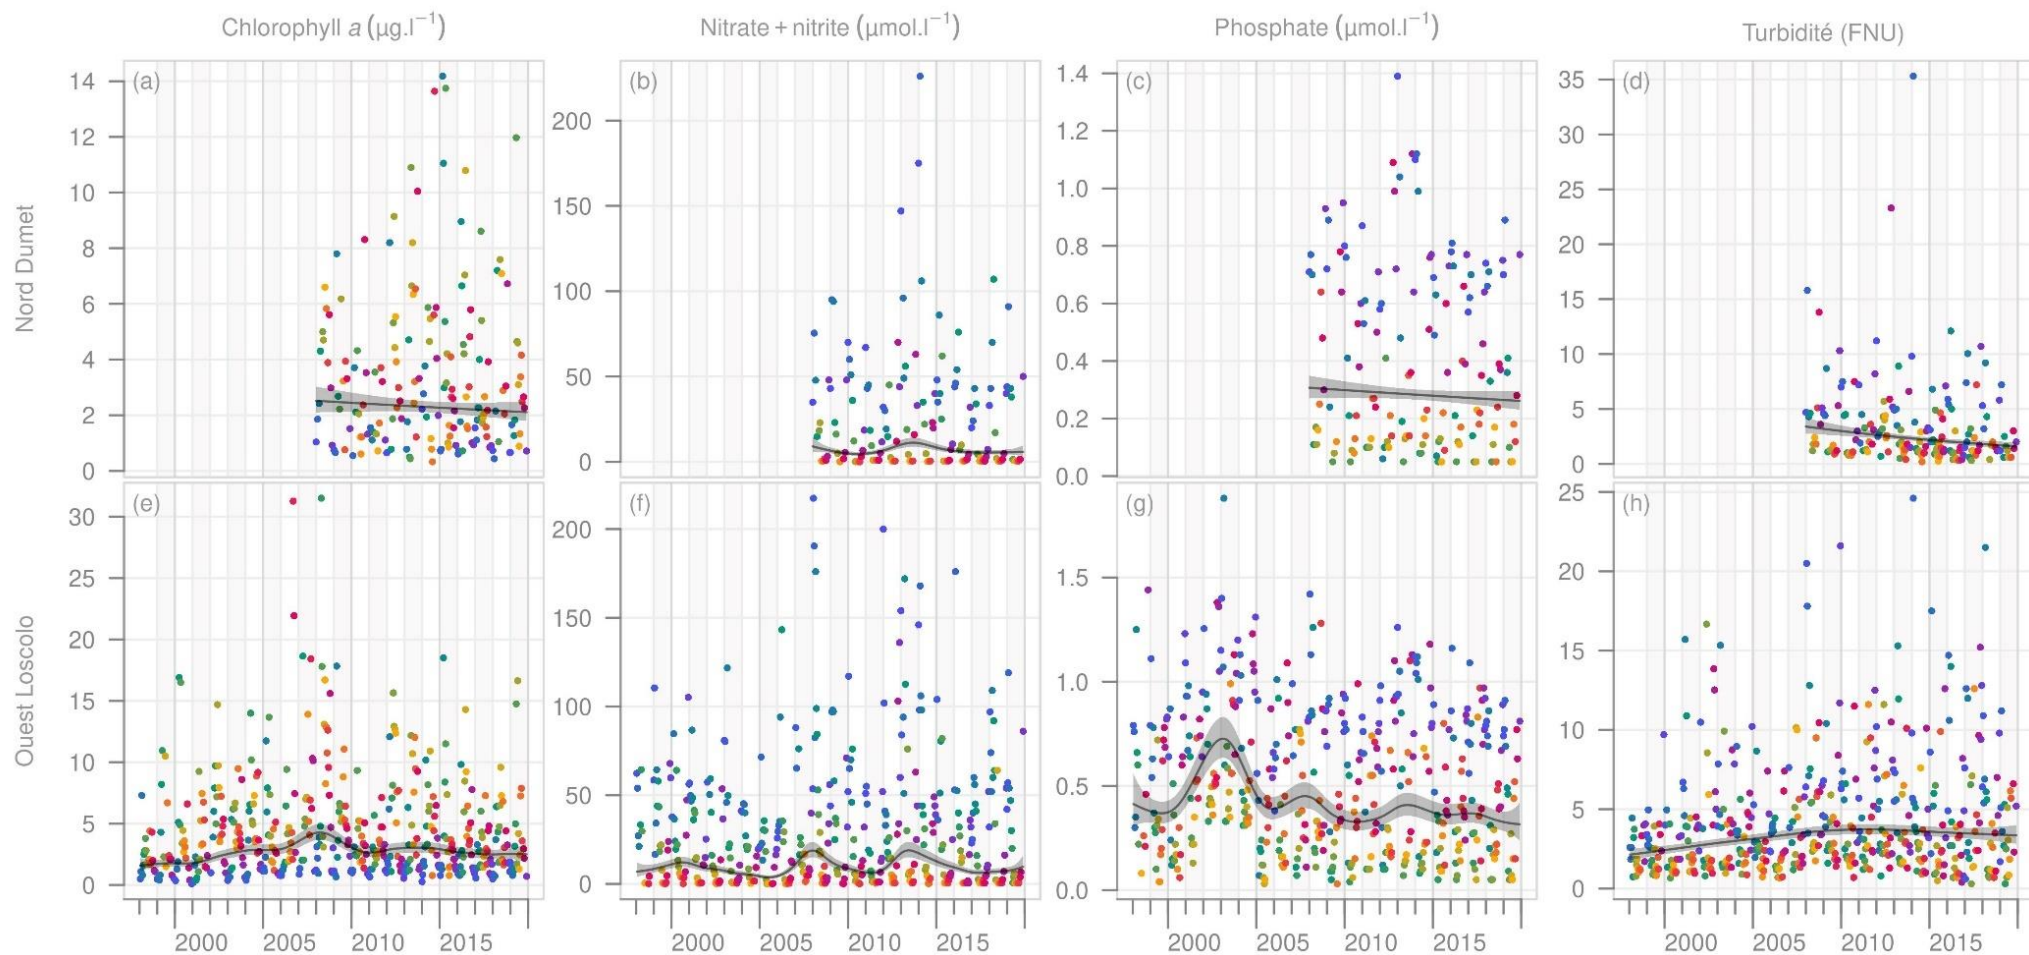 Chlorophyll a (µg.l⁻¹)
Nitrate + nitrite (µmol.l⁻¹)
Phosphate (µmol.l⁻¹)
Turbidité (FNU)
Nord Dumet
(a)
14
12
10
8
6
4
2
0
(b)
200
150
100
50
0
(c)
1.4
1.2
1.0
0.8
0.6
0.4
0.2
0.0
(d)
35
30
25
20
15
10
5
0
Ouest Loscolo
(e)
30
25
20
15
10
5
0
(f)
200
150
100
50
0
(g)
1.5
1.0
0.5
0.0
(h)
25
20
15
10
5
0
2000 2005 2010 2015
2000 2005 2010 2015
2000 2005 2010 2015
2000 2005 2010 2015